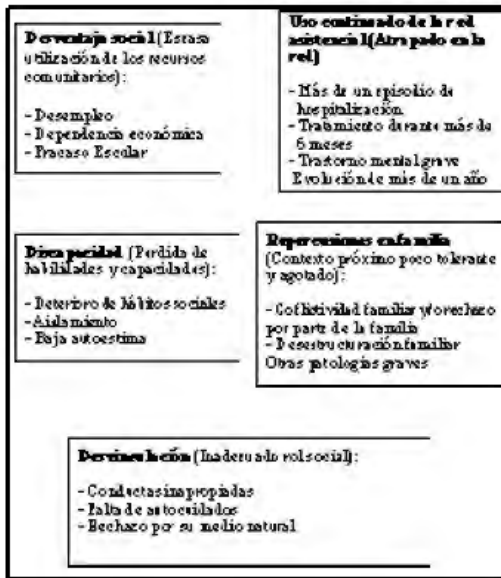 Desventaja social (Escasa
utilización de los recursos
comunitarios):
- Desempleo
- Dependencia económica
- Fracaso Escolar
Uso continuado de la red
asistencial (Atrapado en la
red)
- Más de un episodio de
hospitalización
- Tratamiento durante más de
6 meses
- Trastorno mental grave
Evolución de más de un año
Discapacidad (Perdida de
habilidades y capacidades):
- Deterioro de hábitos sociales
- Aislamiento
- Baja autoestima
Repercusiones en familia
(Contexto próximo poco tolerante
y agotado):
- Coflictividad familiar y/o rechazo
por parte de la familia
- Desestructuración familiar
Otras patologías graves
Desvinculación (Inadecuado rol social):
- Conductas inapropiadas
- Falta de autocuidados
- Rechazo por su medio natural